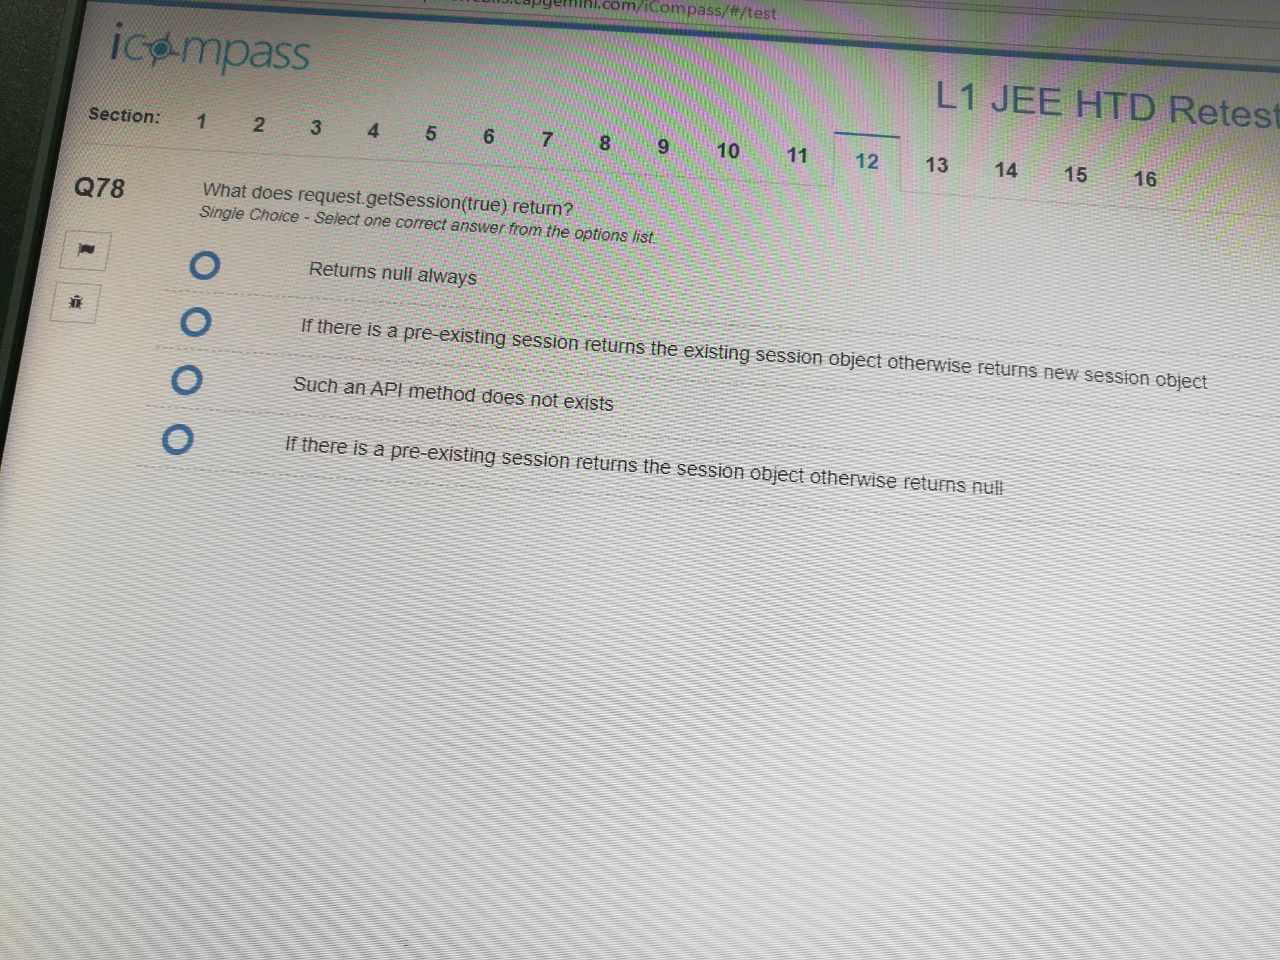 capgemini.com/iCompass/#/test
icompass
L1 JEE HTD Retest
Section: 1 2 3 4 5 6 7 8 9 10 11 12 13 14 15 16
Q78
What does request.getSession(true) return?
Single Choice - Select one correct answer from the options list.
Returns null always
If there is a pre-existing session returns the existing session object otherwise returns new session object
Such an API method does not exists
If there is a pre-existing session returns the session object otherwise returns null